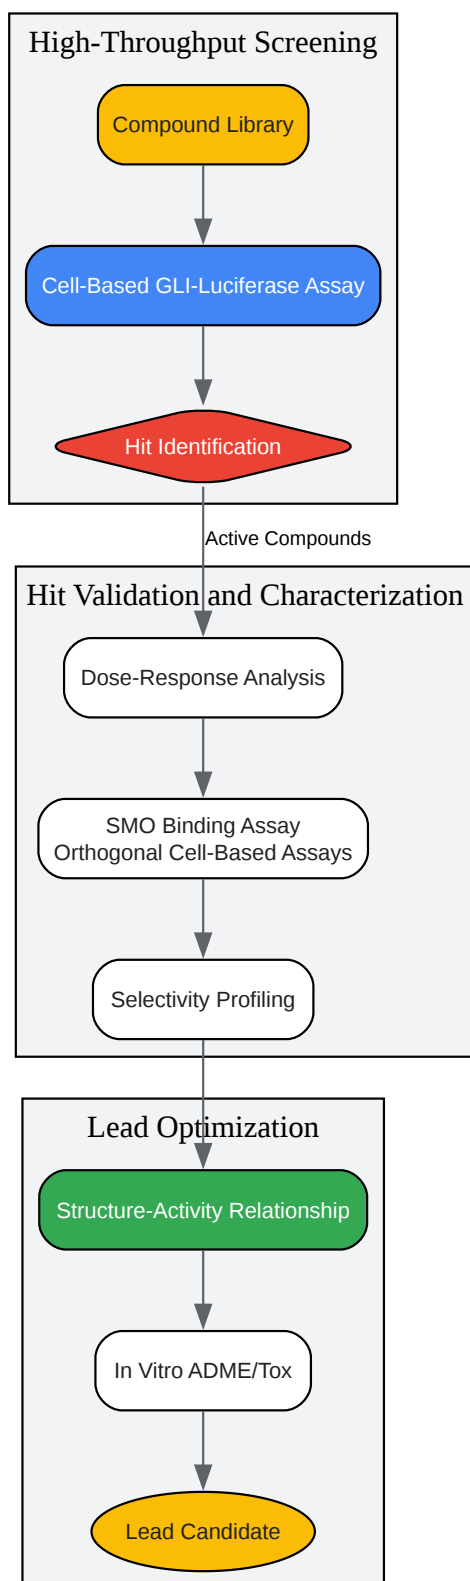 High-Throughput Screening
Compound Library
Cell-Based GLI-Luciferase Assay
Hit Identification
Active Compounds
Hit Validation and Characterization
Dose-Response Analysis
SMO Binding Assay
Orthogonal Cell-Based Assays
Selectivity Profiling
Lead Optimization
Structure-Activity Relationship
In Vitro ADME/Tox
Lead Candidate